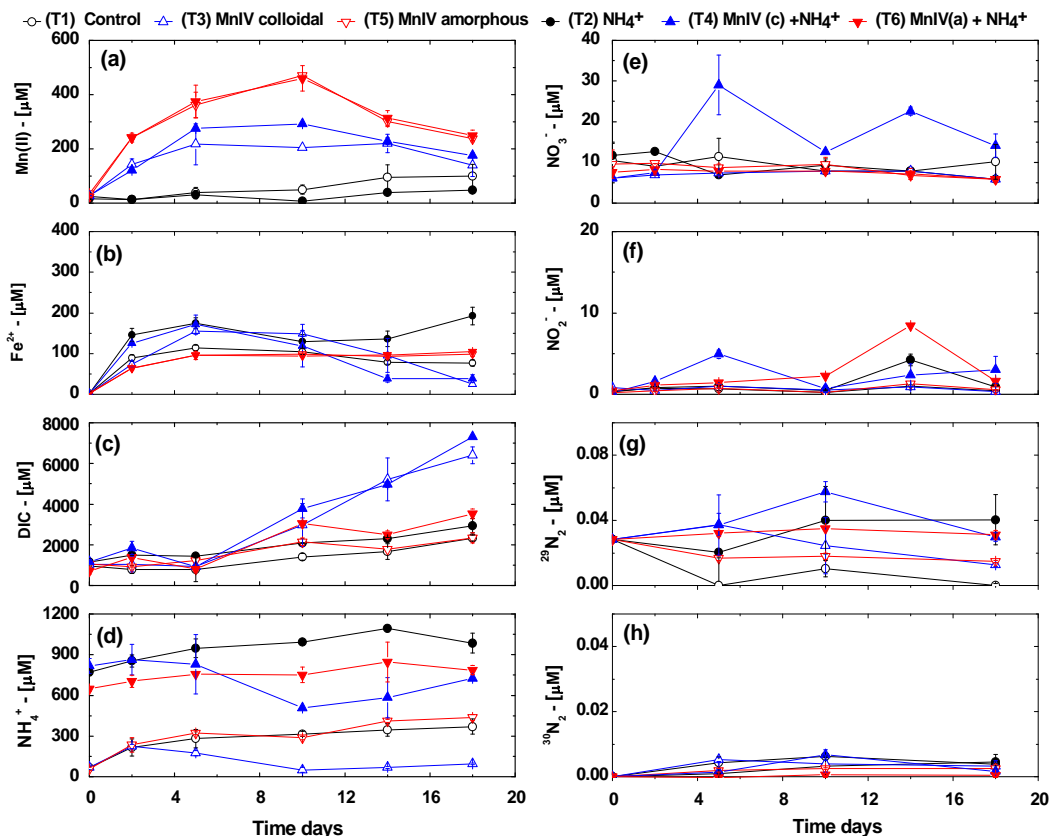 (T1) Control (T3) MnIV colloidal (T5) MnIV amorphous (T2) NH₄⁺ (T4) MnIV (c) +NH₄⁺ (T6) MnIV(a) + NH₄⁺
(a)
Mn(II) - [µM]
600
400
200
0
(b)
Fe²⁺ - [µM]
400
300
200
100
0
(c)
DIC - [µM]
8000
6000
4000
2000
0
(d)
NH₄⁺ - [µM]
1200
900
600
300
0
0 4 8 12 16 20
Time days
(e)
NO₃⁻ - [µM]
40
30
20
10
0
(f)
NO₂⁻ - [µM]
20
10
0
(g)
²⁹N₂ - [µM]
0.08
0.04
0.00
(h)
³⁰N₂ - [µM]
0.04
0.02
0.00
0 4 8 12 16 20
Time days